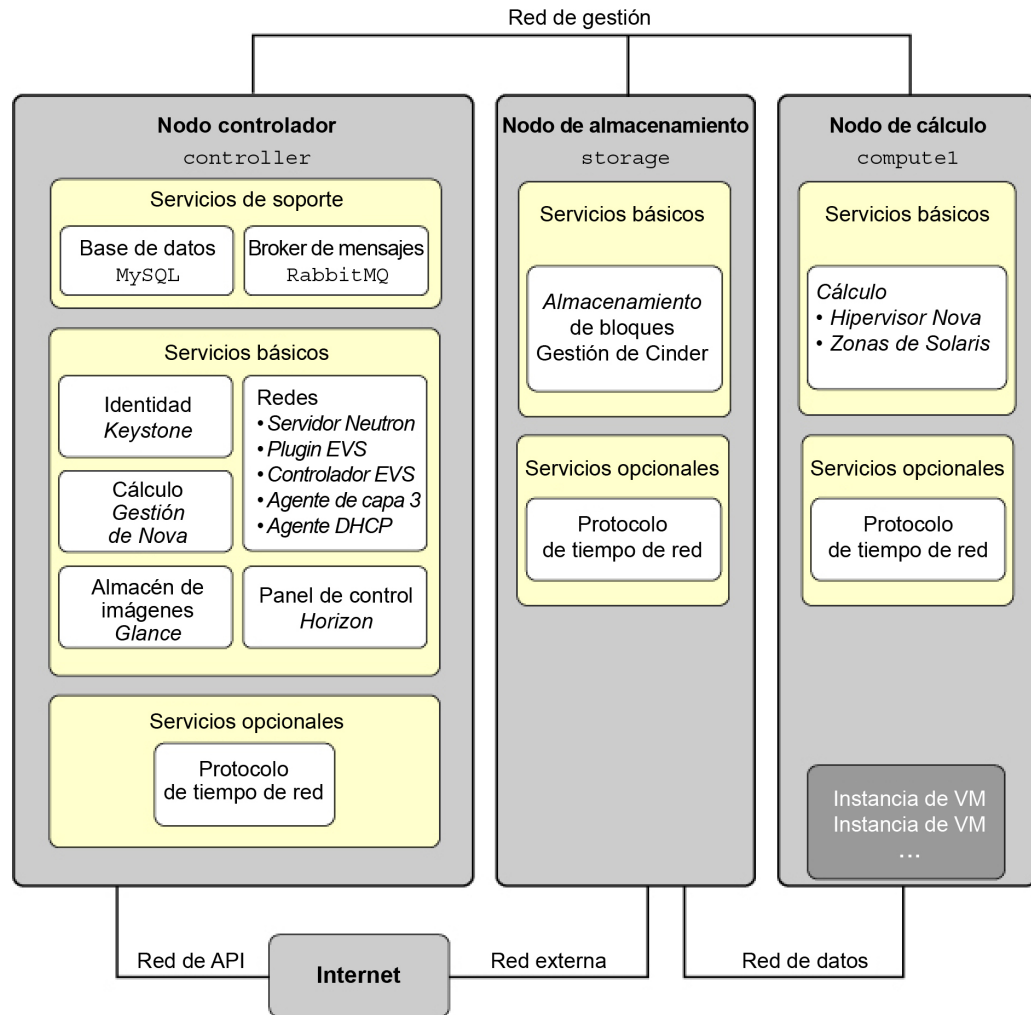 Red de gestión
Nodo controlador
controller
Servicios de soporte
Base de datos
MySQL
Broker de mensajes
RabbitMQ
Servicios básicos
Identidad
Keystone
Redes
• Servidor Neutron
• Plugin EVS
• Controlador EVS
• Agente de capa 3
• Agente DHCP
Cálculo
Gestión
de Nova
Almacén de
imágenes
Glance
Panel de control
Horizon
Servicios opcionales
Protocolo
de tiempo de red
Nodo de almacenamiento
storage
Servicios básicos
Almacenamiento
de bloques
Gestión de Cinder
Servicios opcionales
Protocolo
de tiempo de red
Nodo de cálculo
compute1
Servicios básicos
Cálculo
• Hipervisor Nova
• Zonas de Solaris
Servicios opcionales
Protocolo
de tiempo de red
Instancia de VM
Instancia de VM
...
Red de API
Internet
Red externa
Red de datos